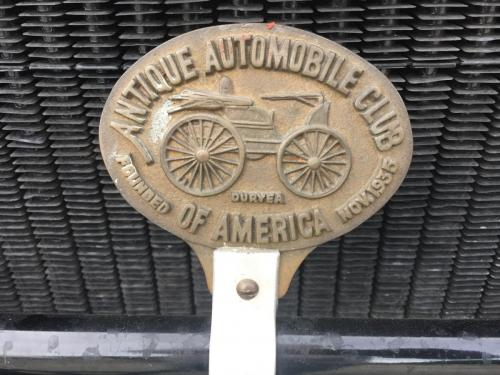 ANTIQUE AUTOMOBILE CLUB
DURYEA
FOUNDED OF AMERICA NOV. 1935